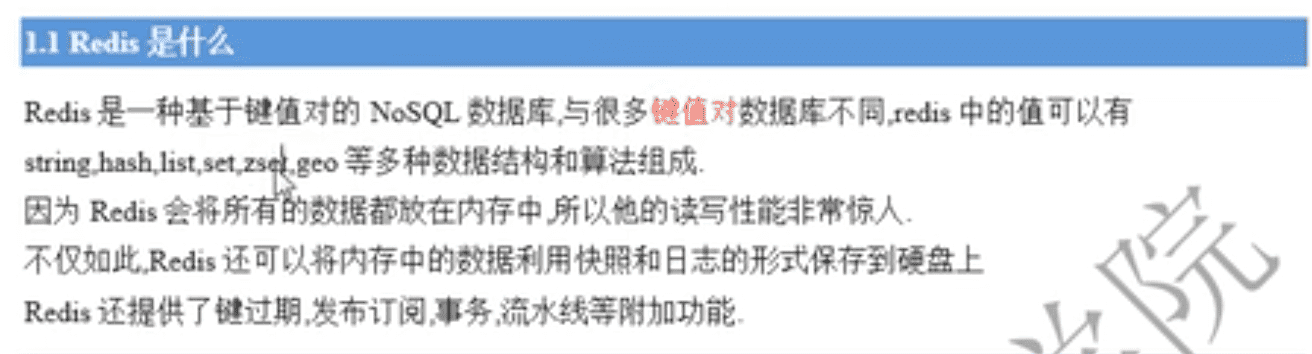 1.1 Redis 是什么
Redis 是一种基于键值对的 NoSQL 数据库,与很多键值对数据库不同,redis 中的值可以有
string,hash,list,set,zset,geo 等多种数据结构和算法组成.
因为 Redis 会将所有的数据都放在内存中,所以他的读写性能非常惊人.
不仅如此,Redis 还可以将内存中的数据利用快照和日志的形式保存到硬盘上
Redis 还提供了键过期,发布订阅,事务,流水线等附加功能.
学院